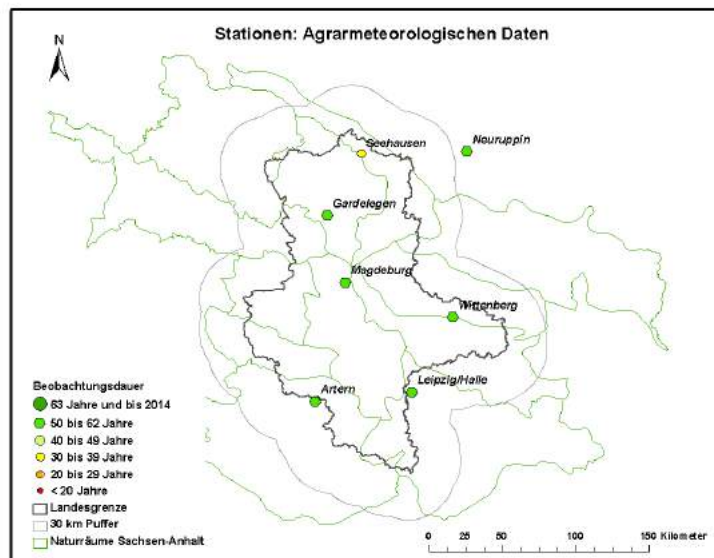 Stationen: Agrarmeteorologischen Daten
N
Seehausen
Neuruppin
Gardelegen
Magdeburg
Wittenberg
Artern
Leipzig/Halle
Beobachtungsdauer
63 Jahre und bis 2014
50 bis 62 Jahre
40 bis 49 Jahre
30 bis 39 Jahre
20 bis 29 Jahre
< 20 Jahre
Landesgrenze
30 km Puffer
Naturräume Sachsen-Anhalt
0 25 50 100 150 Kilometer